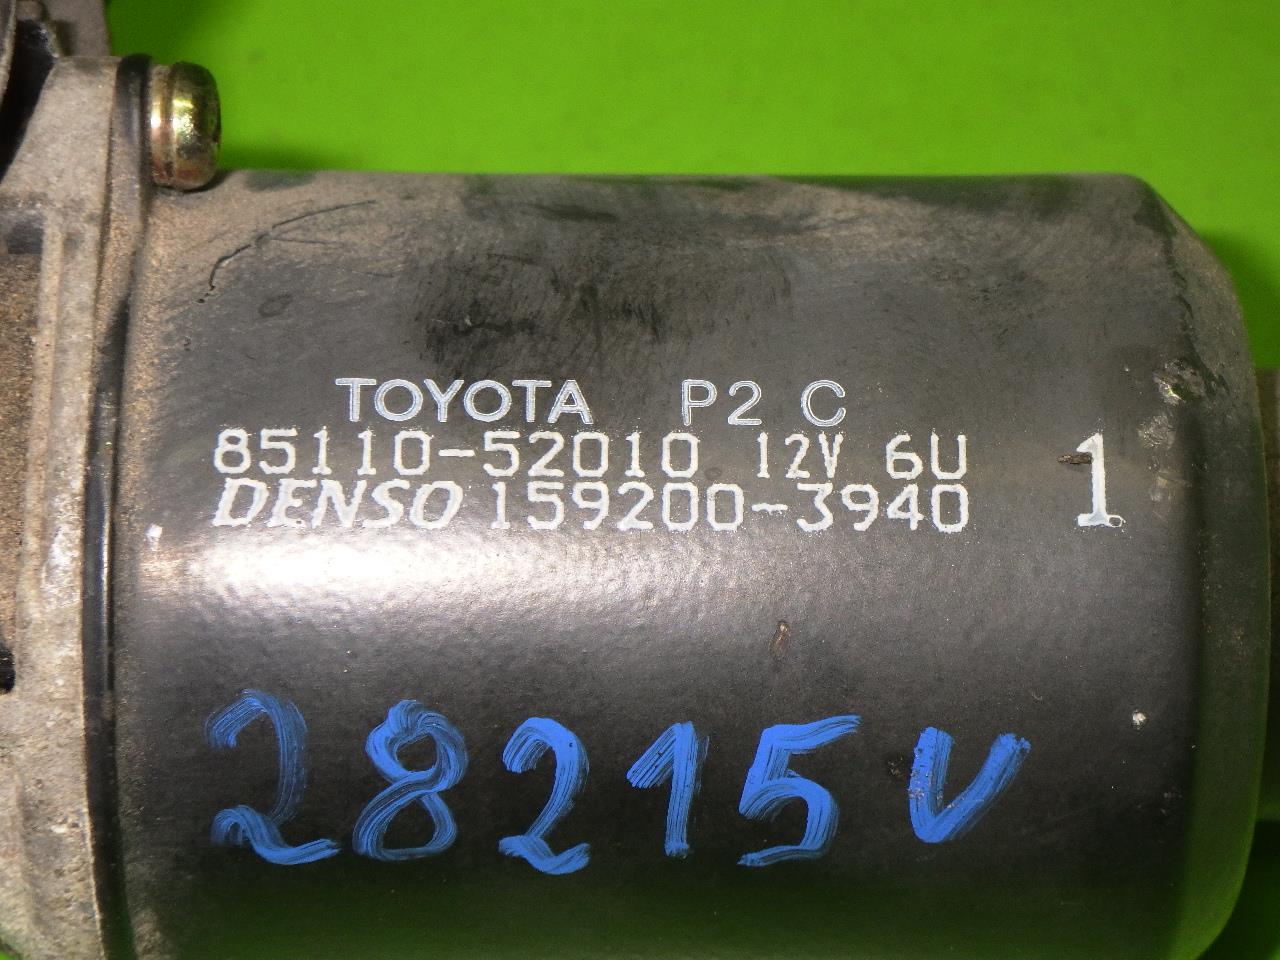 TOYOTA P2 C
85110-52010 12V 6U
DENSO 159200-3940 1
28215V